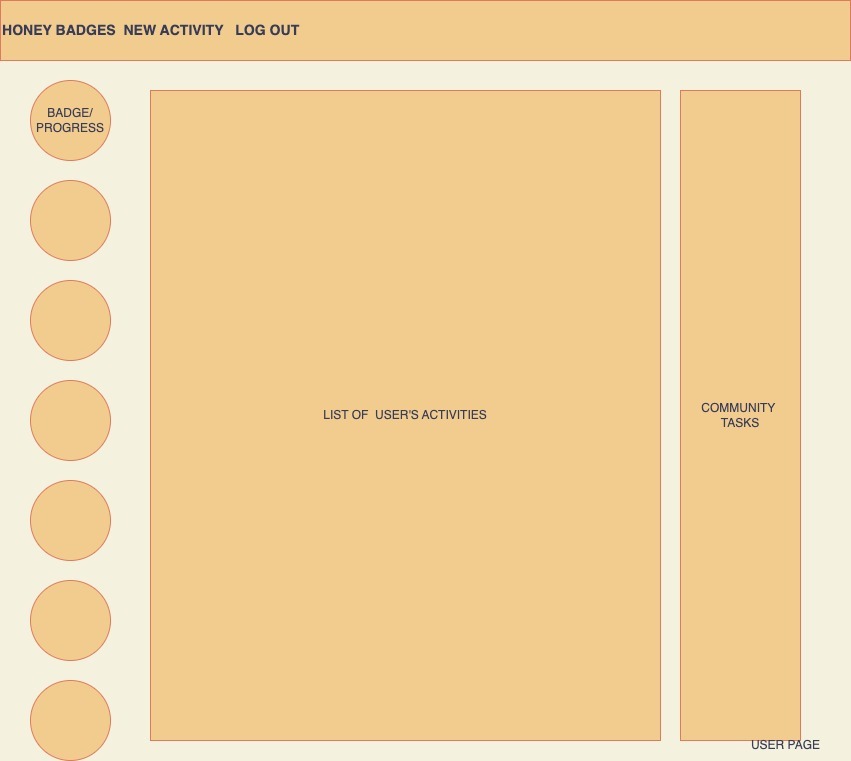 HONEY BADGES  NEW ACTIVITY   LOG OUT
BADGE/
PROGRESS
LIST OF  USER'S ACTIVITIES
COMMUNITY
TASKS
USER PAGE